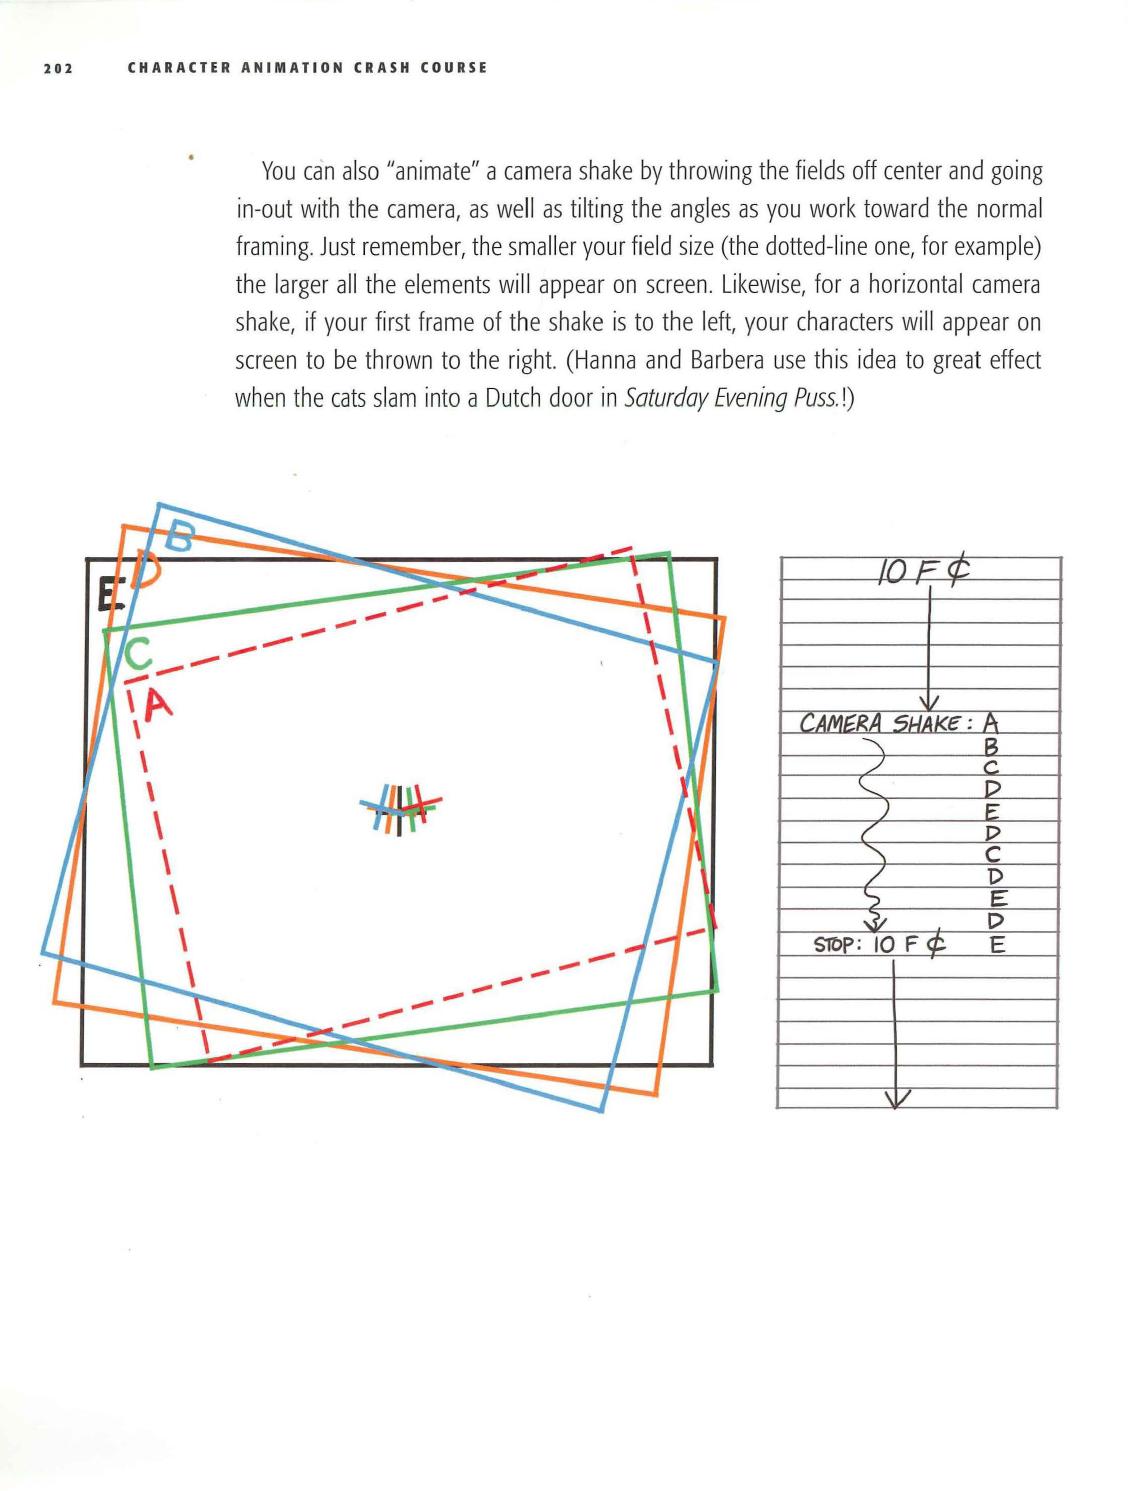 202 CHARACTER ANIMATION CRASH COURSE
You can also “animate” a camera shake by throwing the fields off center and going
in-out with the camera, as well as tilting the angles as you work toward the normal
framing. Just remember, the smaller your field size (the dotted-line one, for example)
the larger all the elements will appear on screen. Likewise, for a horizontal camera
shake, if your first frame of the shake is to the left, your characters will appear on
screen to be thrown to the right. (Hanna and Barbera use this idea to great effect
when the cats slam into a Dutch door in Saturday Evening Puss.!)
B
D
E
C
A
10 F ₵
CAMERA SHAKE: A
B
C
D
E
D
C
D
E
D
STOP: 10 F ₵ E